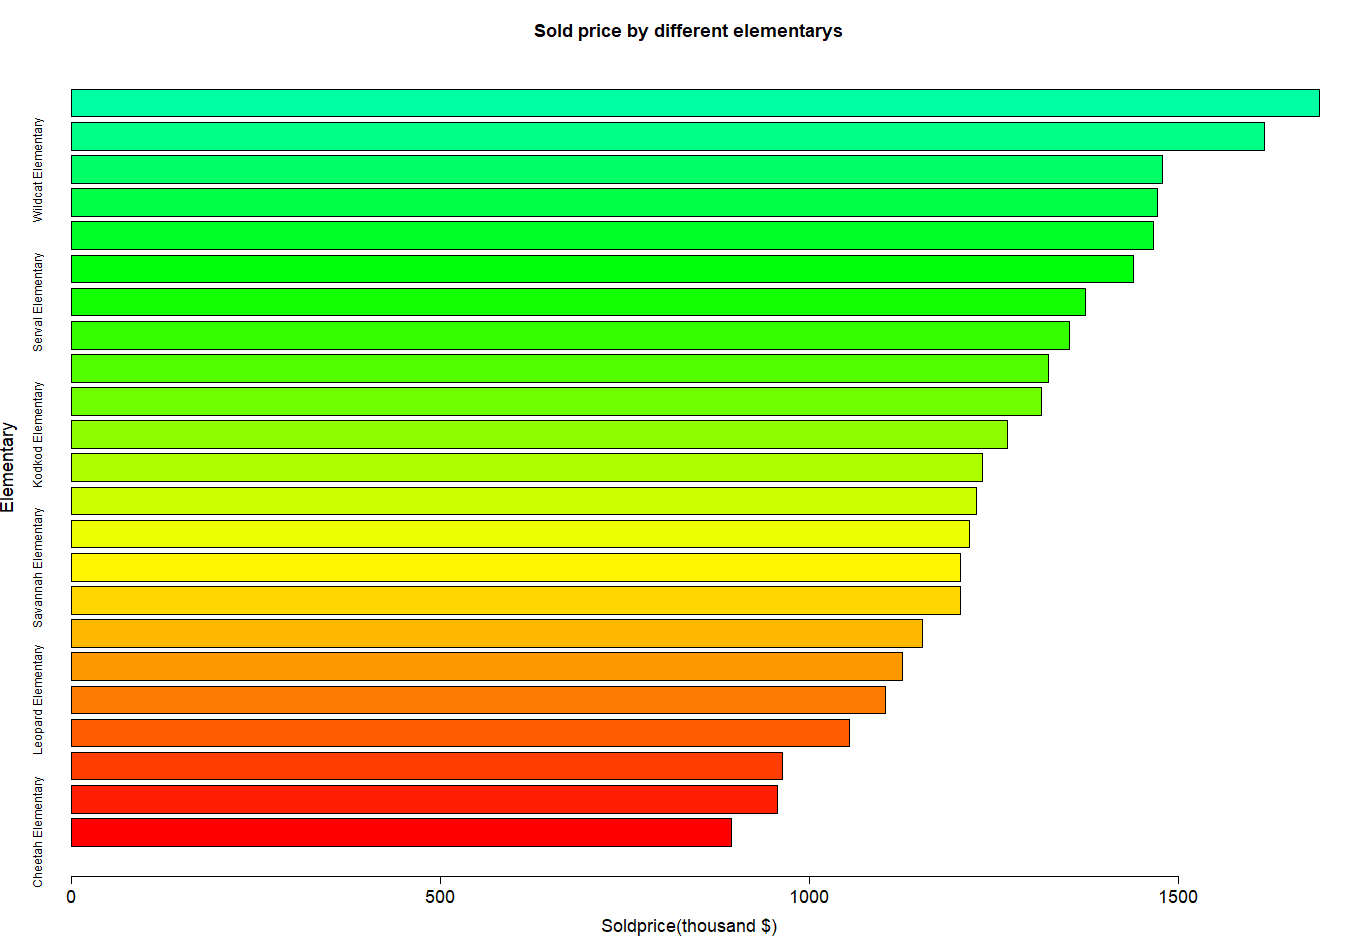 Sold price by different elementarys
Wildcat Elementary
Serval Elementary
Kodkod Elementary
Savannah Elementary
Leopard Elementary
Cheetah Elementary
Elementary
0 500 1000 1500
Soldprice(thousand $)